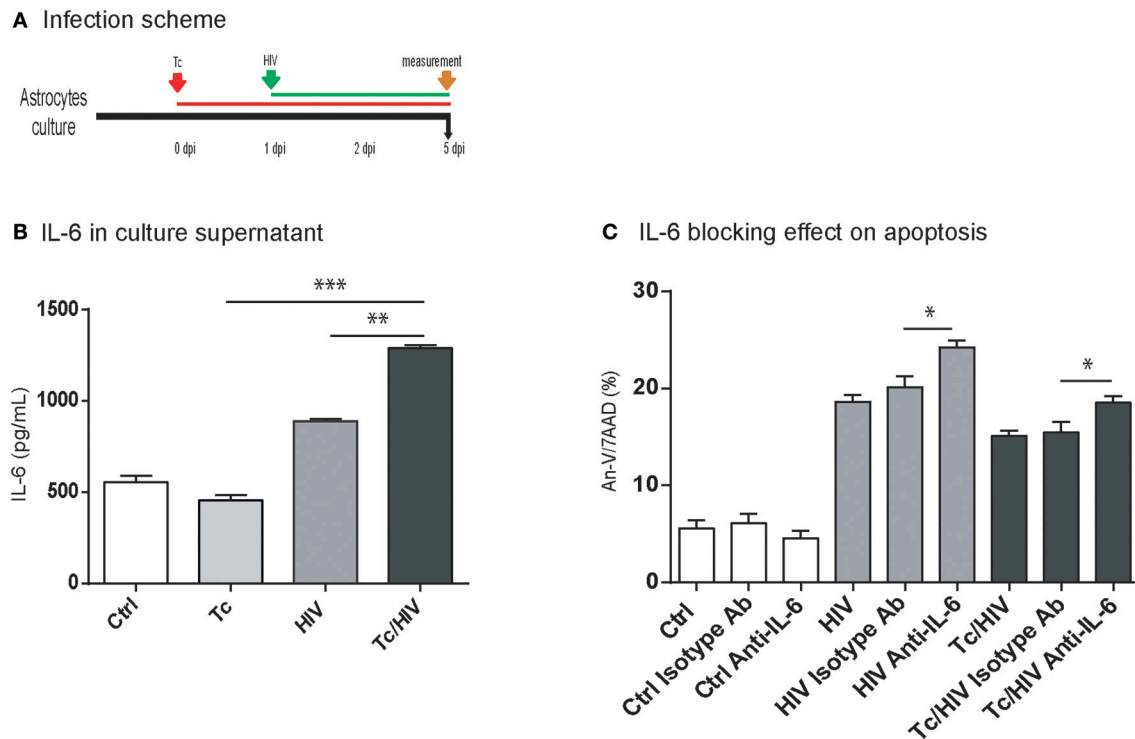 A Infection scheme
Tc
HIV
measurement
Astrocytes
culture
0 dpi
1 dpi
2 dpi
5 dpi
B IL-6 in culture supernatant
IL-6 (pg/mL)
1500
1000
500
0
***
**
Ctrl
Tc
HIV
Tc/HIV
C IL-6 blocking effect on apoptosis
An-V/7AAD (%)
30
20
10
0
*
*
Ctrl
Ctrl Isotype Ab
Ctrl Anti-IL-6
HIV
HIV Isotype Ab
HIV Anti-IL-6
Tc/HIV
Tc/HIV Isotype Ab
Tc/HIV Anti-IL-6